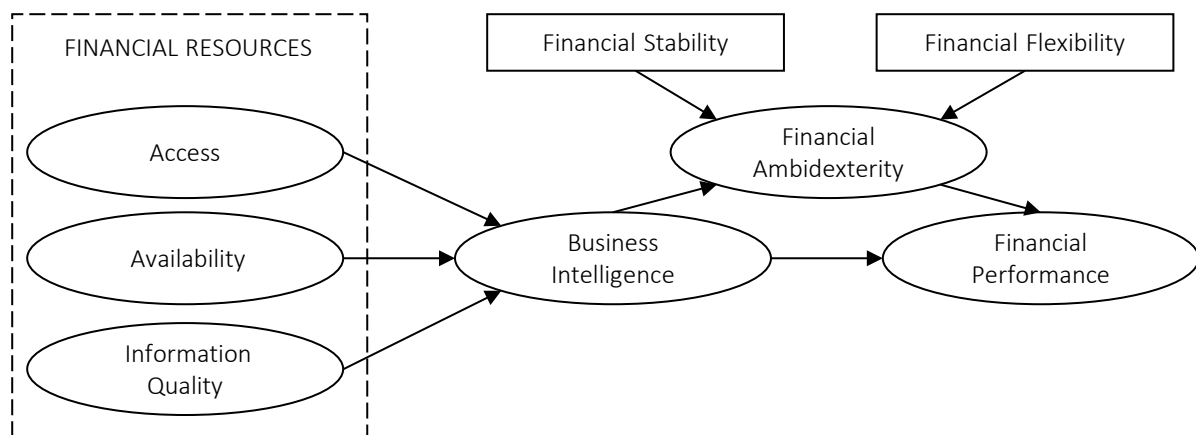 FINANCIAL RESOURCES
Financial Stability
Financial Flexibility
Access
Financial
Ambidexterity
Availability
Business
Intelligence
Financial
Performance
Information
Quality